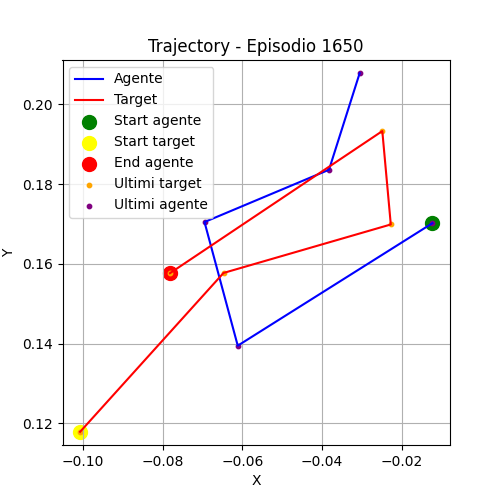 Trajectory - Episodio 1650
Agente
Target
Start agente
Start target
End agente
Ultimi target
Ultimi agente
0.20
0.18
0.16
0.14
0.12
Y
−0.10
−0.08
−0.06
−0.04
−0.02
X